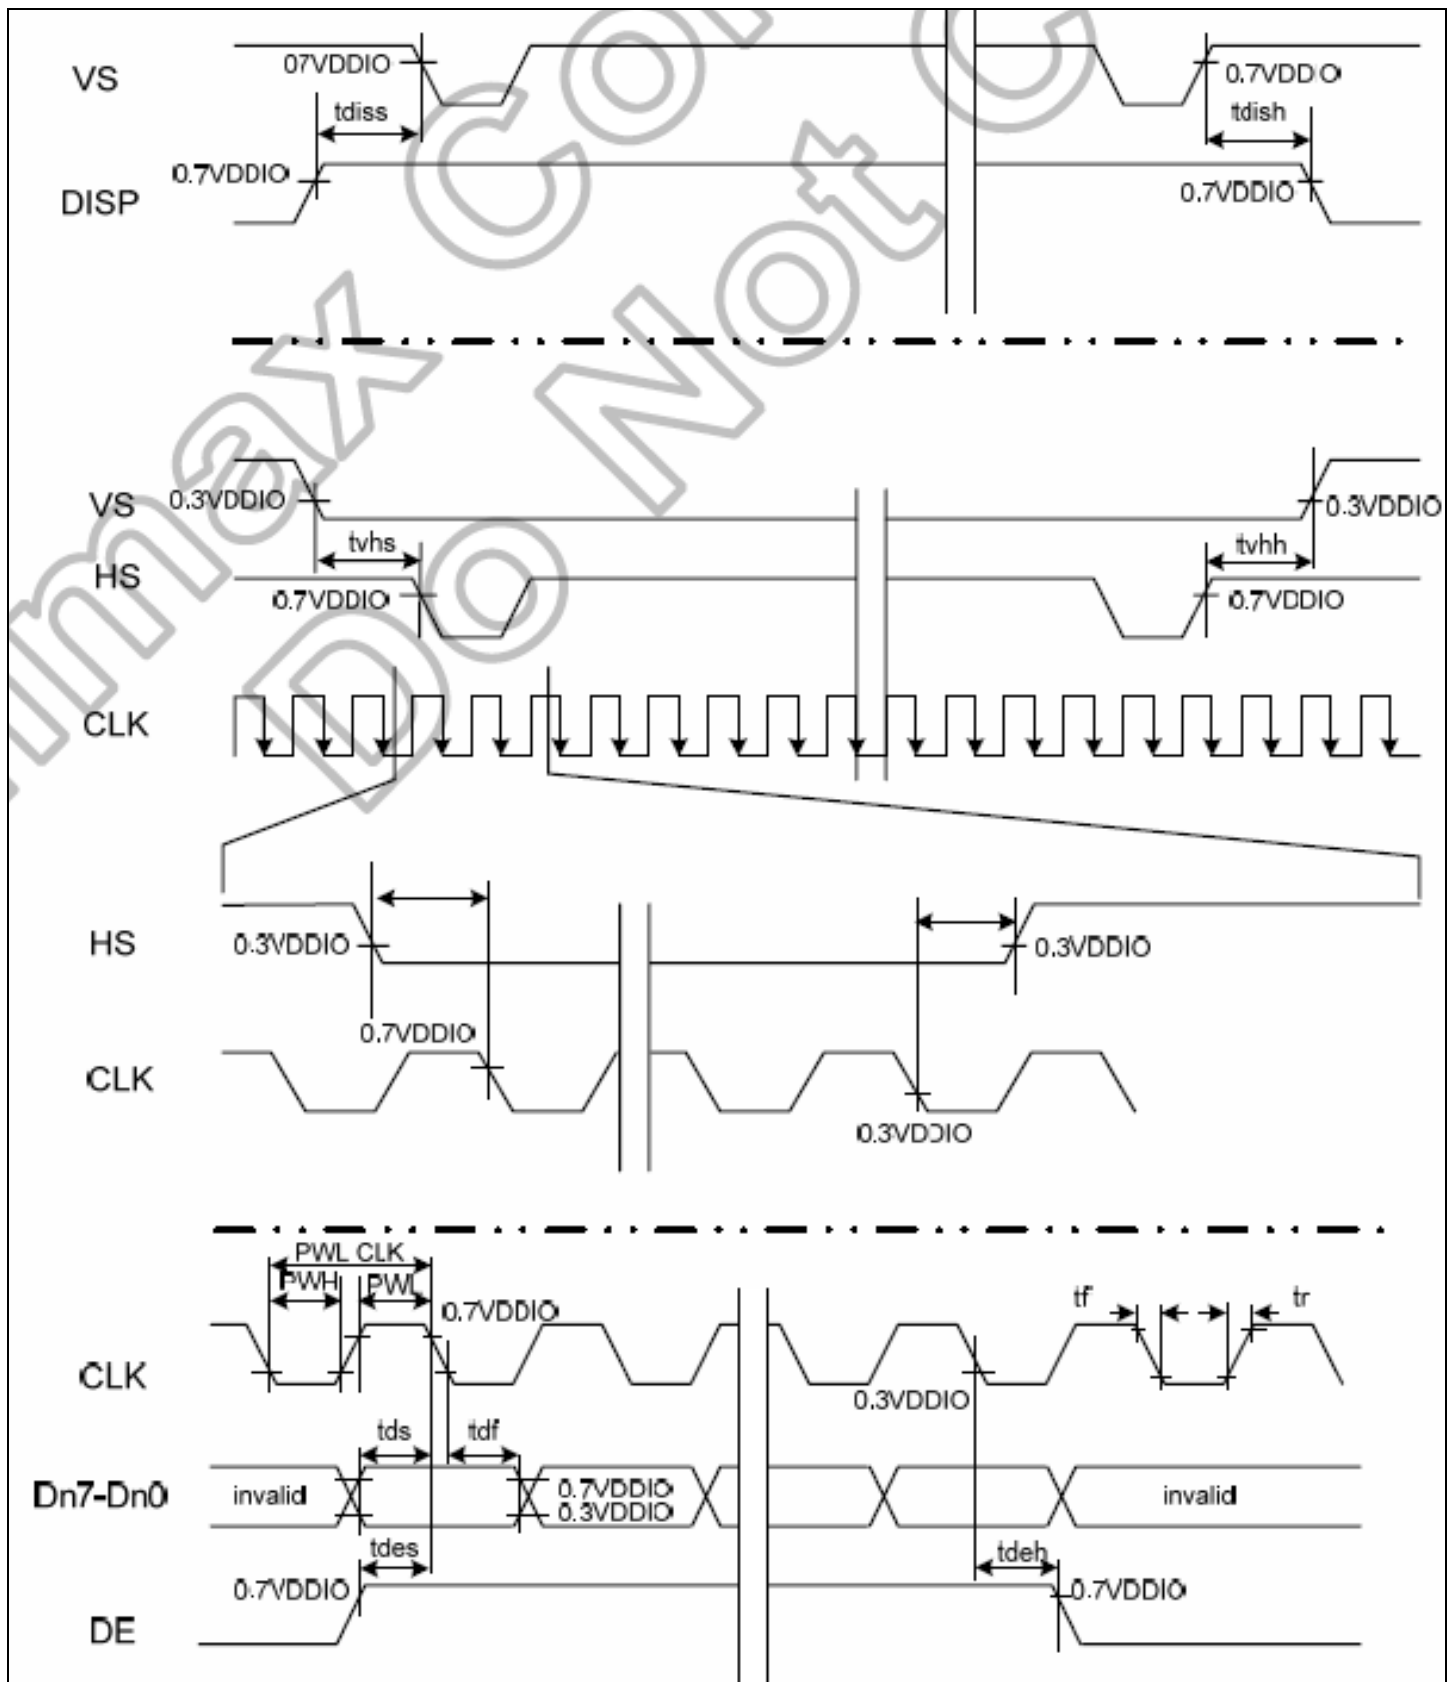 VS
07VDDIO
0.7VDDIO
tdiss
tdish
0.7VDDIO
0.7VDDIO
DISP
VS
0.3VDDIO
0.3VDDIO
tvhs
tvhh
HS
0.7VDDIO
0.7VDDIO
CLK
HS
0.3VDDIO
0.3VDDIO
0.7VDDIO
CLK
0.3VDDIO
PWL CLK
PWH
PWL
0.7VDDIO
tf
tr
CLK
0.3VDDIO
tds
tdf
Dn7-Dn0
invalid
0.7VDDIO
0.3VDDIO
invalid
tdes
tdeh
0.7VDDIO
0.7VDDIO
DE
Do Not